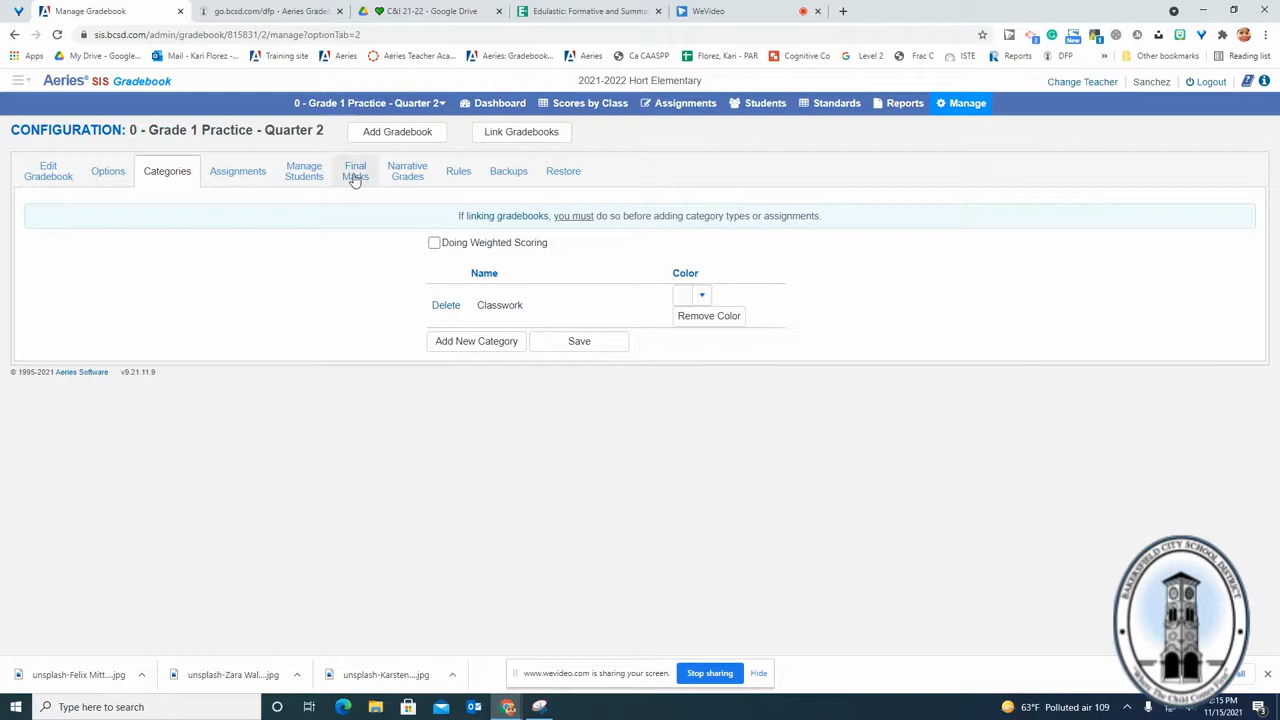 Manage Gradebook
go.bcsd.com/dfp - Aeries Gradeb
C&I 21-22 - Google Drive
Edulastic: Formative and Summa
WeVideo
sis.bcsd.com/admin/gradebook/815831/2/manage?optionTab=2
Apps
My Drive - Google...
Mail - Kari Florez -...
Training site
Aeries
Aeries Teacher Aca...
Aeries: Gradebook...
Aeries
Ca CAASPP
Florez, Kari - PAR
Cognitive Co
Level 2
Frac C
ISTE
Reports
DFP
Other bookmarks
Reading list
Aeries® SIS Gradebook
2021-2022 Hort Elementary
Change Teacher
Sanchez
Logout
0 - Grade 1 Practice - Quarter 2
Dashboard
Scores by Class
Assignments
Students
Standards
Reports
Manage
CONFIGURATION: 0 - Grade 1 Practice - Quarter 2
Add Gradebook
Link Gradebooks
Edit Gradebook
Options
Categories
Assignments
Manage Students
Final Marks
Narrative Grades
Rules
Backups
Restore
If linking gradebooks, you must do so before adding category types or assignments.
Doing Weighted Scoring
Name
Color
Delete
Classwork
Remove Color
Add New Category
Save
© 1995-2021 Aeries Software v9.21.11.9
BAKERSFIELD CITY SCHOOL DISTRICT
unsplash-Felix Mitt....jpg
unsplash-Zara Wal....jpg
unsplash-Karsten....jpg
www.wevideo.com is sharing your screen.
Stop sharing
Hide
Type here to search
63°F Polluted air 109
2:15 PM
11/15/2021